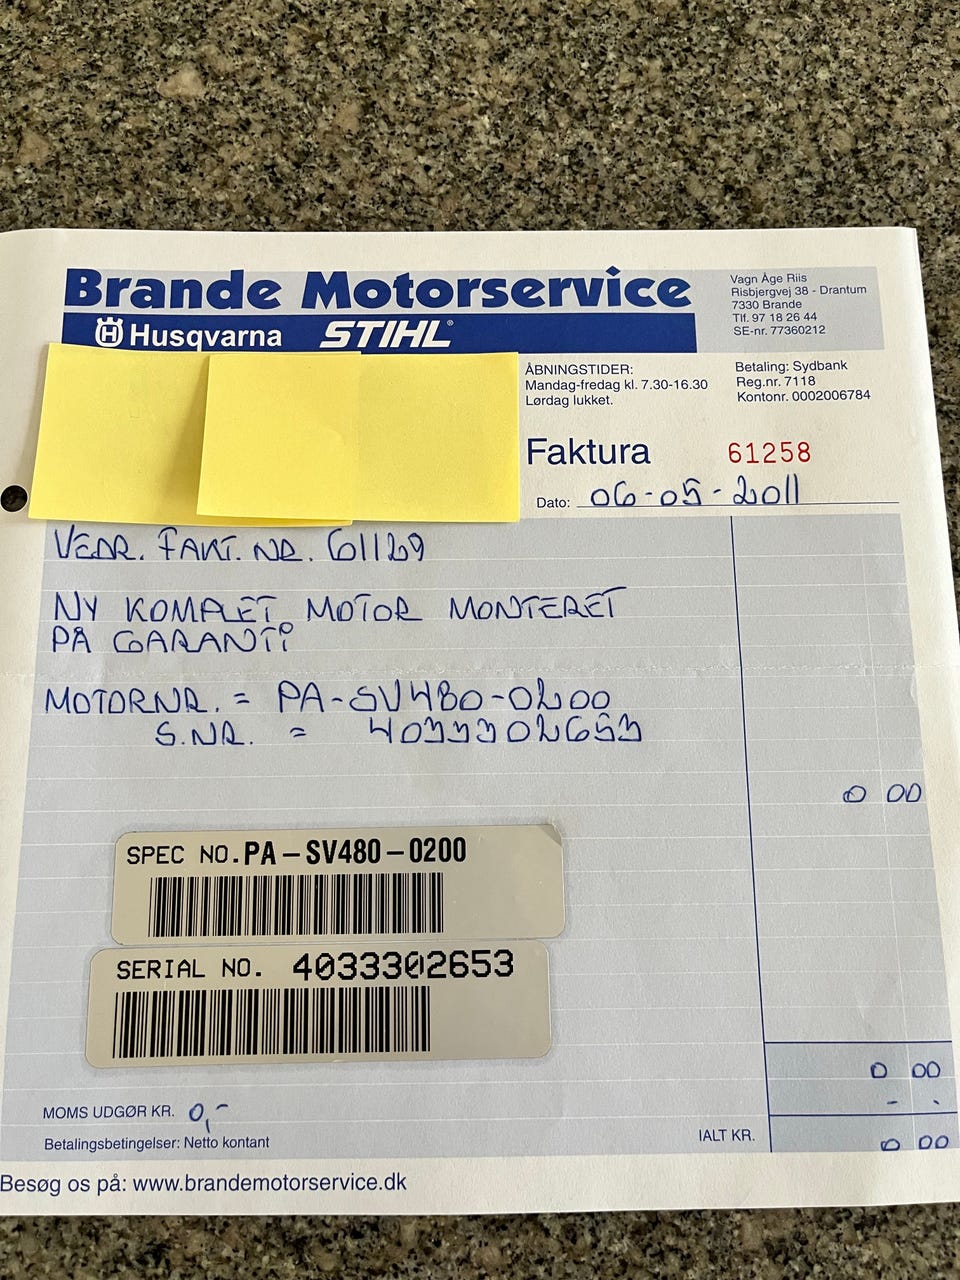 Brande Motorservice
Husqvarna STIHL®
Vagn Åge Riis
Risbjergvej 38 - Drantum
7330 Brande
Tlf. 97 18 26 44
SE-nr. 77360212
ÅBNINGSTIDER:
Mandag-fredag kl. 7.30-16.30
Lørdag lukket.
Betaling: Sydbank
Reg.nr. 7118
Kontonr. 0002006784
Faktura 61258
Dato: 06-05-2011
VEDR. FAKT. NR. 61129
NY KOMPLET MOTOR MONTERET
PÅ GARANTi
MOTORNR. = PA-SV480-0200
S.NR. = 4033302653
0 00
SPEC NO. PA-SV480-0200
SERIAL NO. 4033302653
0 00
- .
MOMS UDGØR KR. 0,-
Betalingsbetingelser: Netto kontant
IALT KR. 0 00
Besøg os på: www.brandemotorservice.dk